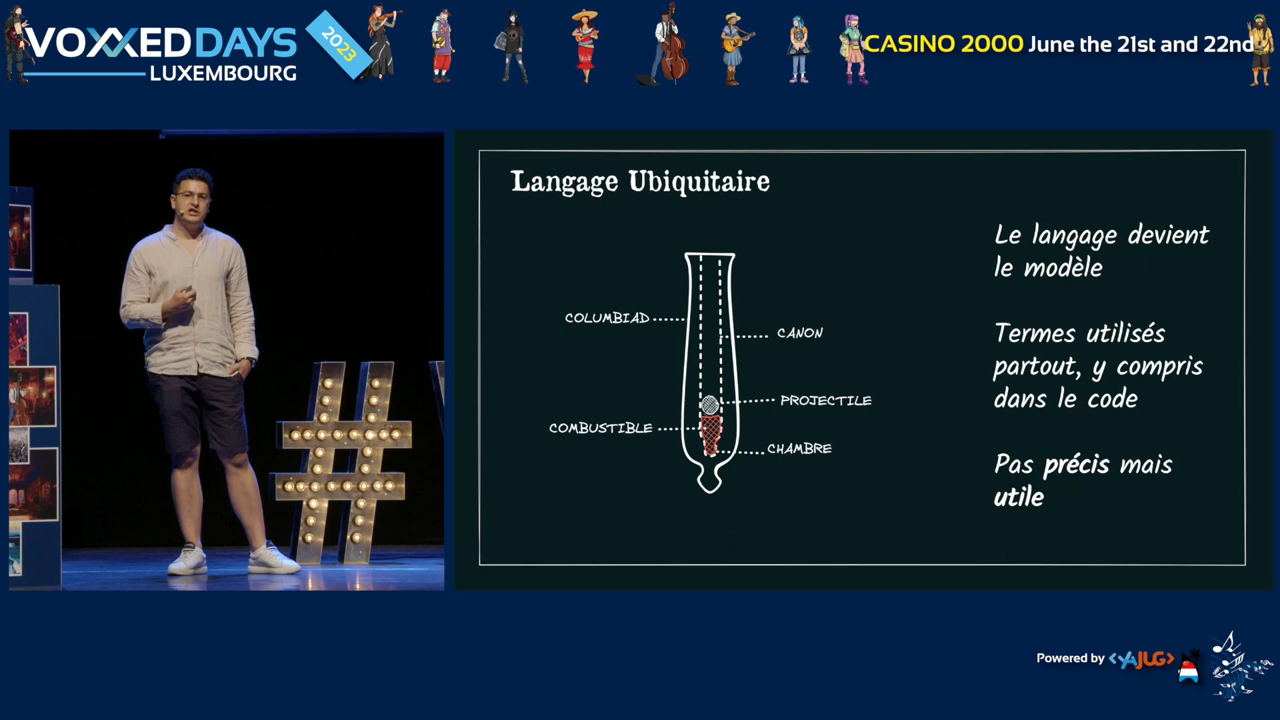 VOXXED DAYS
LUXEMBOURG
2023
CASINO 2000 June the 21st and 22nd
Langage Ubiquitaire
COLUMBIAD
CANON
PROJECTILE
COMBUSTIBLE
CHAMBRE
Le langage devient
le modèle
Termes utilisés
partout, y compris
dans le code
Pas précis mais
utile
#
Powered by <YAJUG>